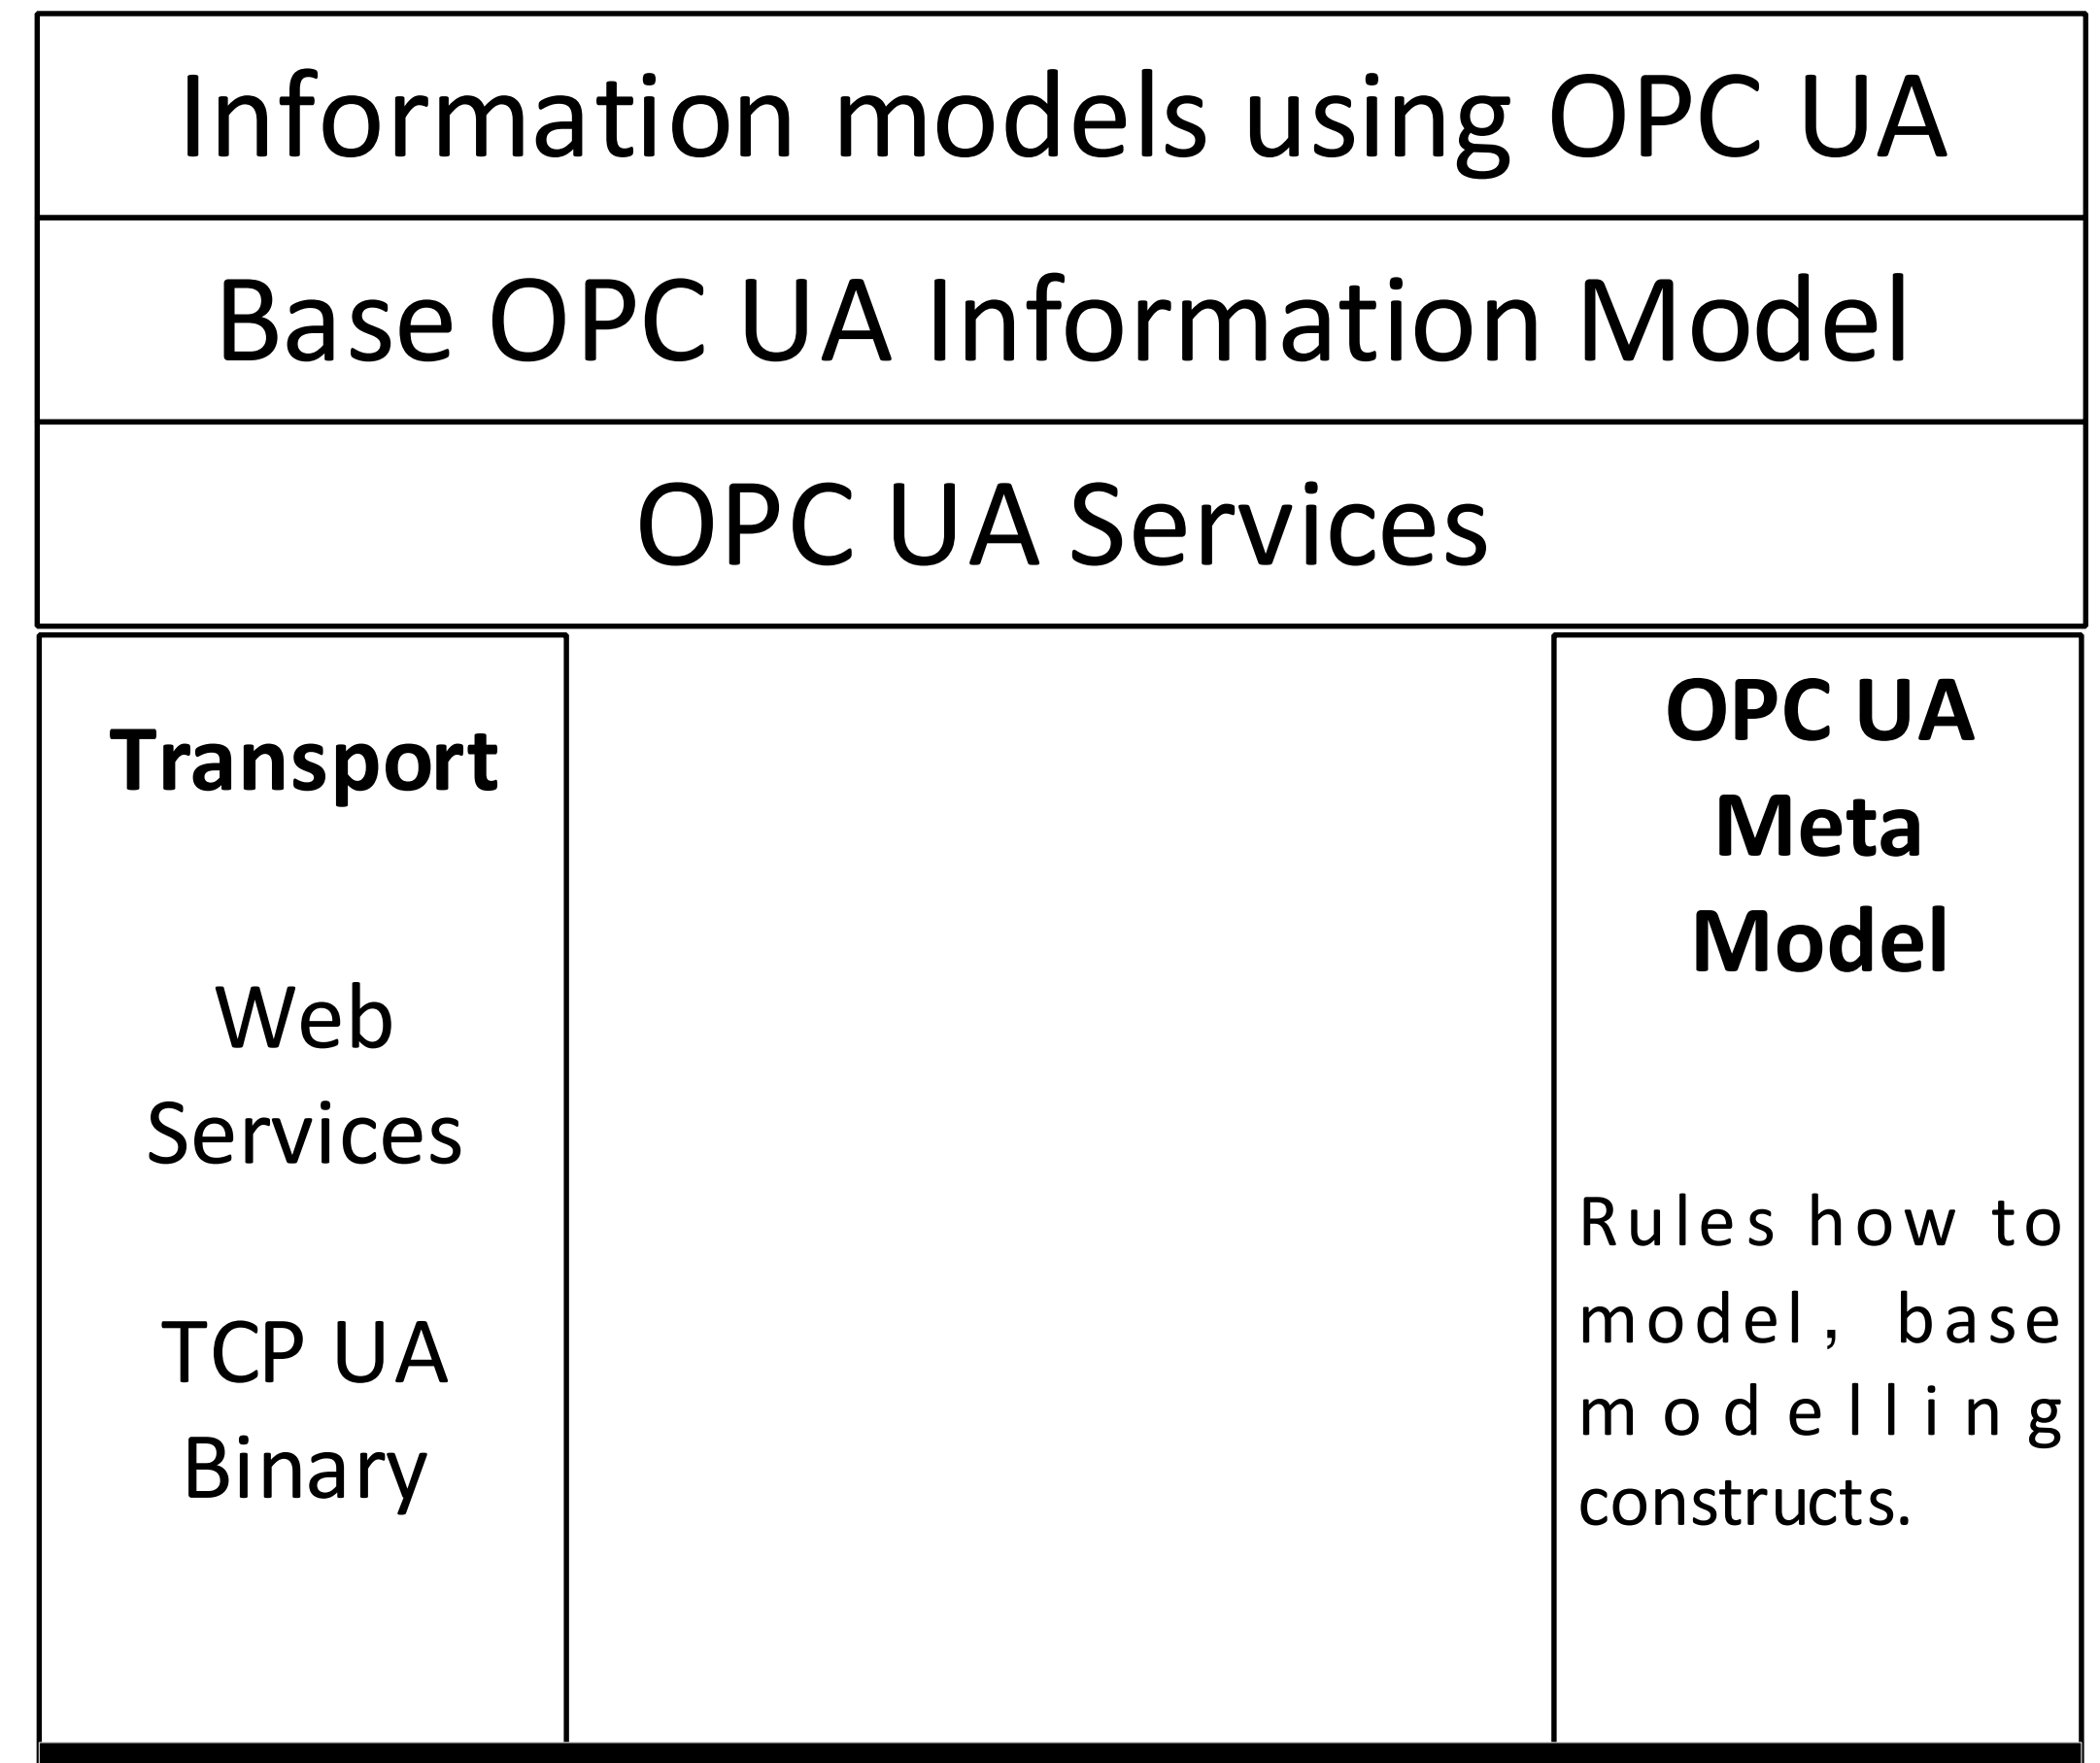 Information models using OPC UA
Base OPC UA Information Model
OPC UA Services
Transport
Web
Services
TCP UA
Binary
OPC UA
Meta
Model
Rules how to
model, base
modelling
constructs.